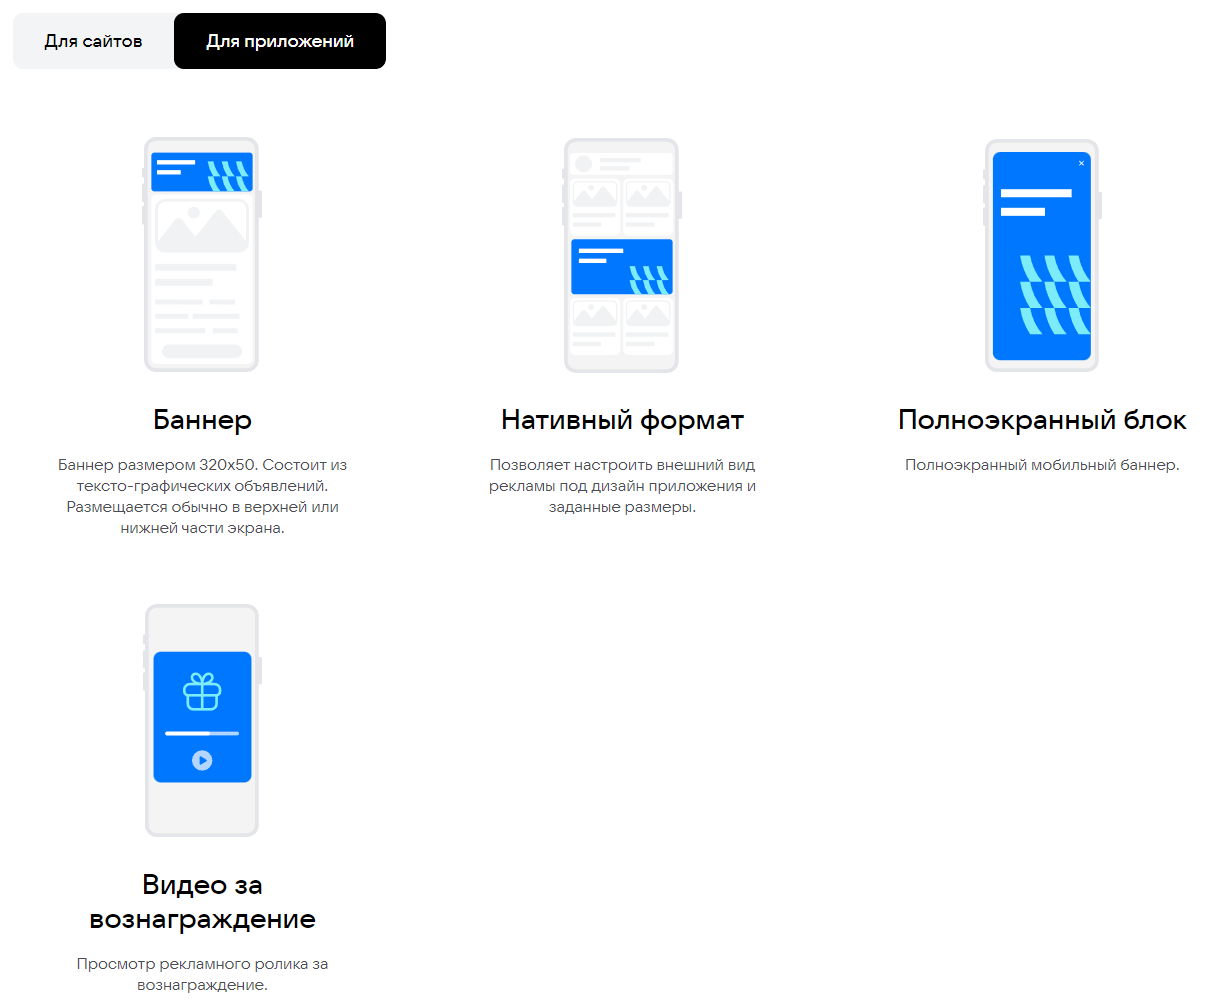 Для сайтов
Для приложений
Баннер
Баннер размером 320x50. Состоит из
тексто-графических объявлений.
Размещается обычно в верхней или
нижней части экрана.
Нативный формат
Позволяет настроить внешний вид
рекламы под дизайн приложения и
заданные размеры.
Полноэкранный блок
Полноэкранный мобильный баннер.
Видео за
вознаграждение
Просмотр рекламного ролика за
вознаграждение.